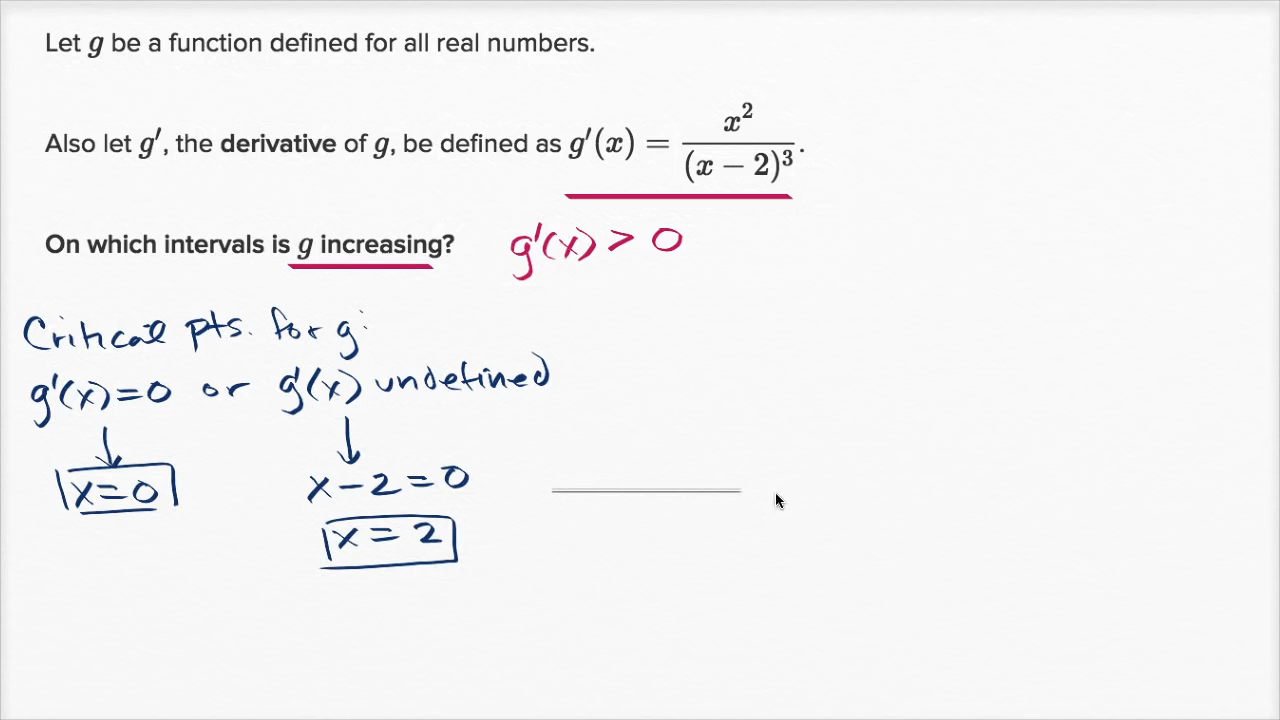 Let g be a function defined for all real numbers.
Also let g′, the derivative of g, be defined as g′(x) = x²/(x − 2)³.
On which intervals is g increasing? g'(x) > 0
Critical pts. for g:
g'(x)=0 or g'(x) undefined
x=0 x-2=0
x=2